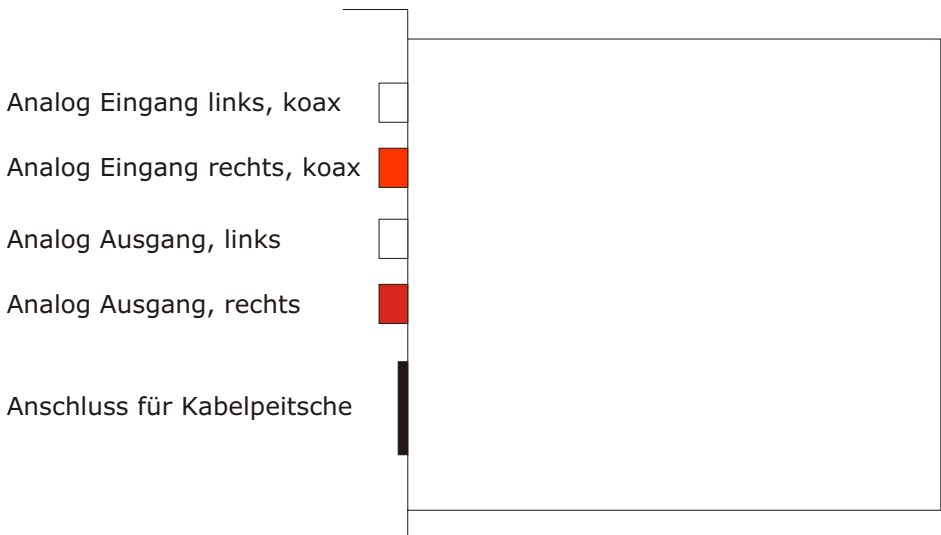 Analog Eingang links, koax
Analog Eingang rechts, koax
Analog Ausgang, links
Analog Ausgang, rechts
Anschluss für Kabelpeitsche